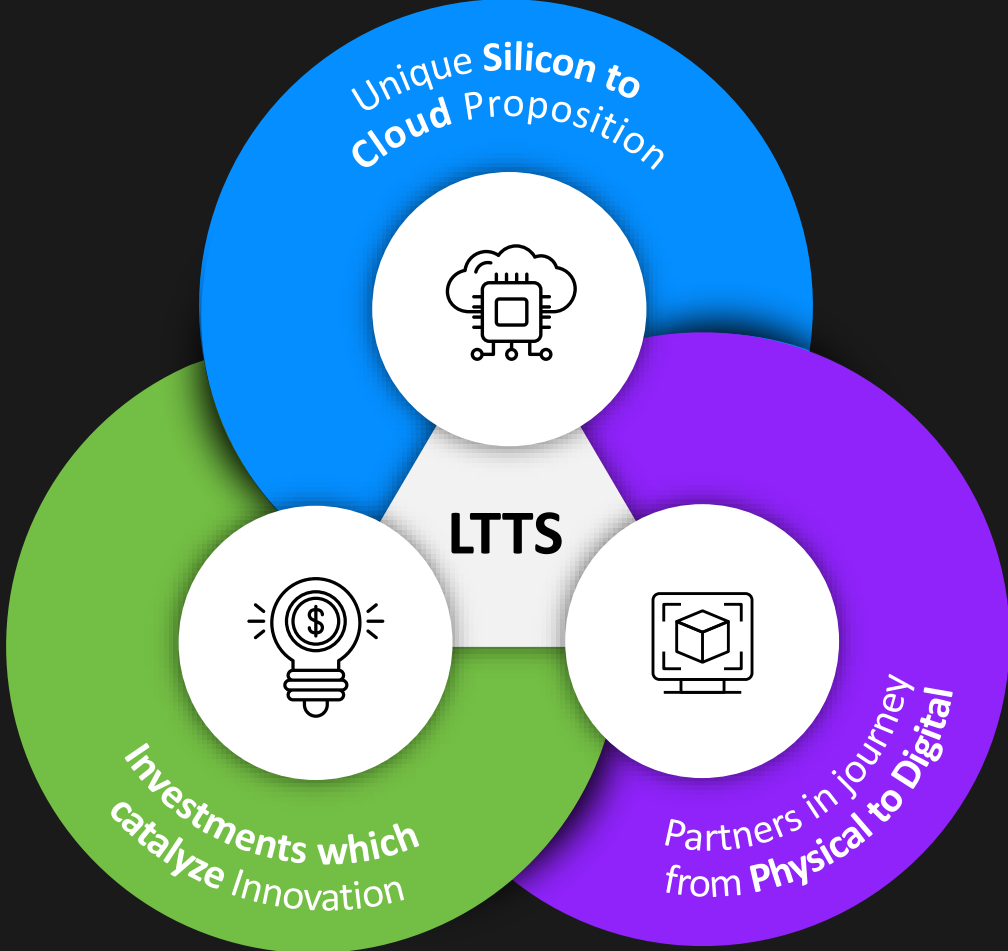 Unique Silicon to
Cloud Proposition
LTTS
$
Investments which
catalyze Innovation
Partners in journey
from Physical to Digital